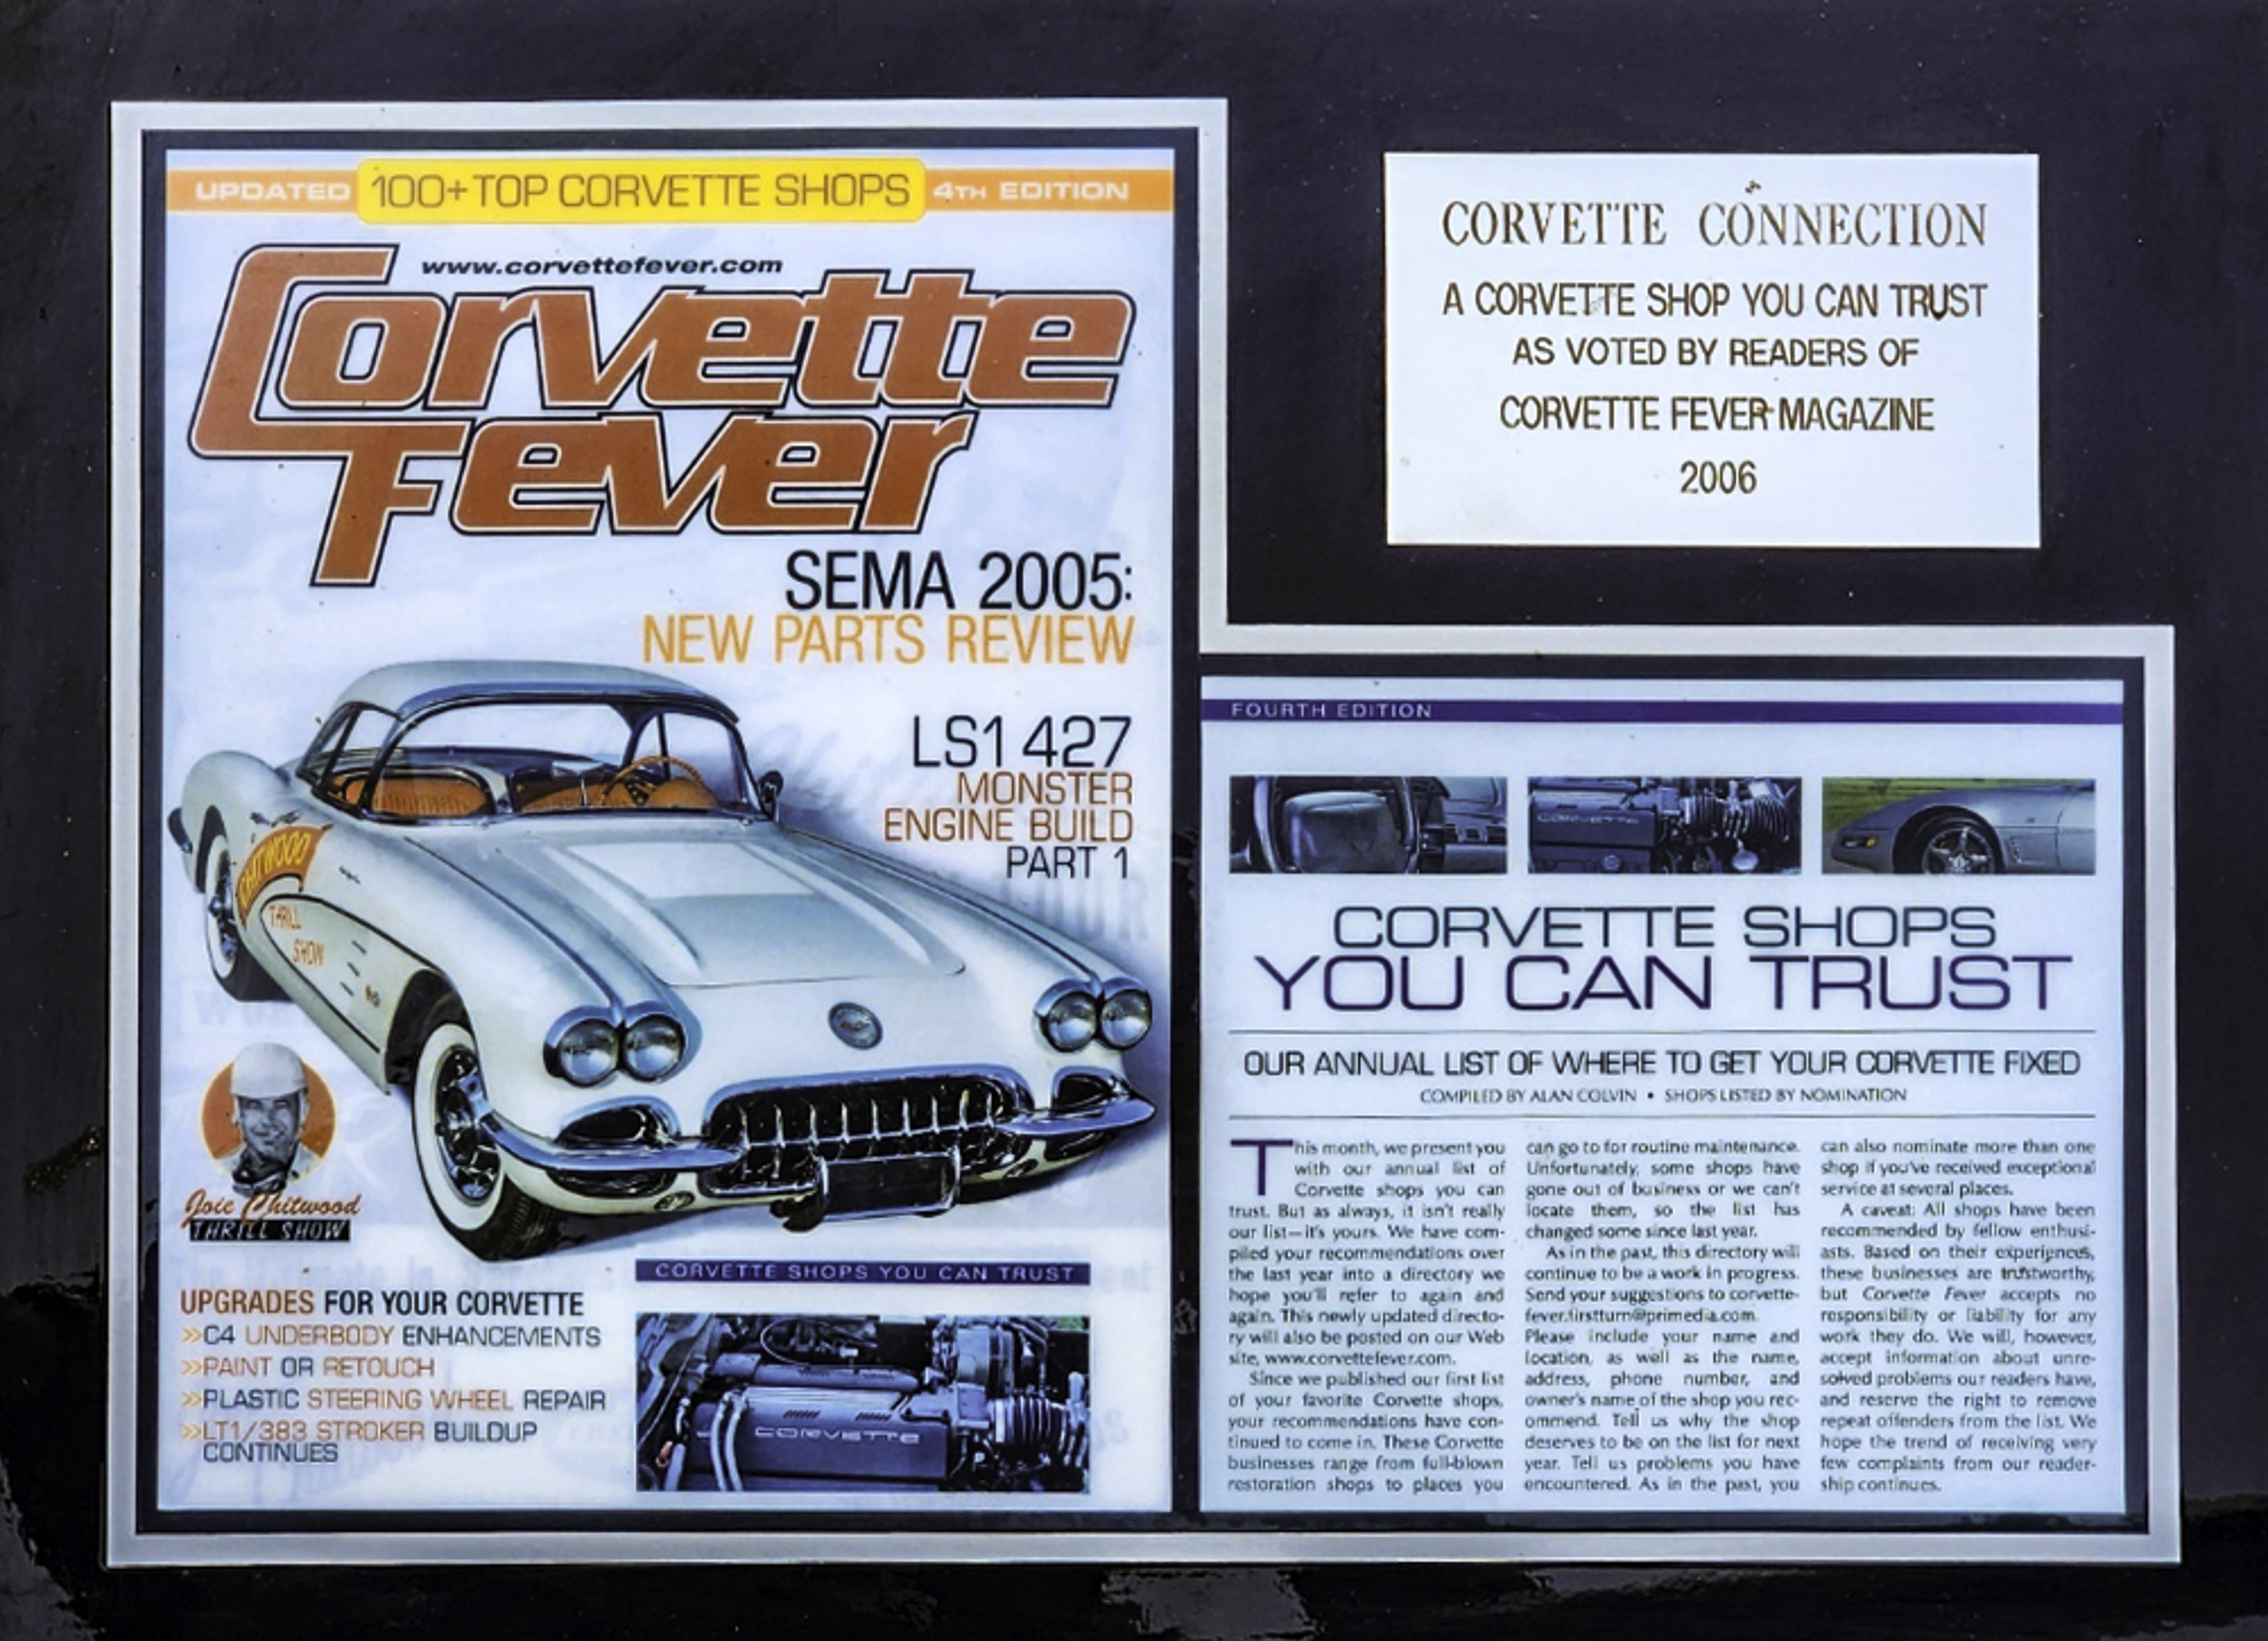 UPDATED 100+ TOP CORVETTE SHOPS 4TH EDITION
www.corvettefever.com
Corvette
Fever
SEMA 2005:
NEW PARTS REVIEW
LS1 427
MONSTER
ENGINE BUILD
PART 1
CHITWOOD
THRILL
SHOW
Joie Chitwood
THRILL SHOW
UPGRADES FOR YOUR CORVETTE
»C4 UNDERBODY ENHANCEMENTS
»PAINT OR RETOUCH
»PLASTIC STEERING WHEEL REPAIR
»LT1/383 STROKER BUILDUP
CONTINUES
CORVETTE SHOPS YOU CAN TRUST
CORVETTE
CORVETTE CONNECTION
A CORVETTE SHOP YOU CAN TRUST
AS VOTED BY READERS OF
CORVETTE FEVER MAGAZINE
2006
FOURTH EDITION
CORVETTE
CORVETTE SHOPS
YOU CAN TRUST
OUR ANNUAL LIST OF WHERE TO GET YOUR CORVETTE FIXED
COMPILED BY ALAN COLVIN • SHOPS LISTED BY NOMINATION
This month, we present you
with our annual list of
Corvette shops you can
trust. But as always, it isn't really
our list—it's yours. We have com-
piled your recommendations over
the last year into a directory we
hope you'll refer to again and
again. This newly updated directo-
ry will also be posted on our Web
site, www.corvettefever.com.
Since we published our first list
of your favorite Corvette shops,
your recommendations have con-
tinued to come in. These Corvette
businesses range from full-blown
restoration shops to places you
can go to for routine maintenance.
Unfortunately, some shops have
gone out of business or we can't
locate them, so the list has
changed some since last year.
As in the past, this directory will
continue to be a work in progress.
Send your suggestions to corvette-
fever.firstturn@primedia.com.
Please include your name and
location, as well as the name,
address, phone number, and
owner's name of the shop you rec-
ommend. Tell us why the shop
deserves to be on the list for next
year. Tell us problems you have
encountered. As in the past, you
can also nominate more than one
shop if you've received exceptional
service at several places.
A caveat: All shops have been
recommended by fellow enthusi-
asts. Based on their experiences,
these businesses are trustworthy,
but Corvette Fever accepts no
responsibility or liability for any
work they do. We will, however,
accept information about unre-
solved problems our readers have,
and reserve the right to remove
repeat offenders from the list. We
hope the trend of receiving very
few complaints from our reader-
ship continues.